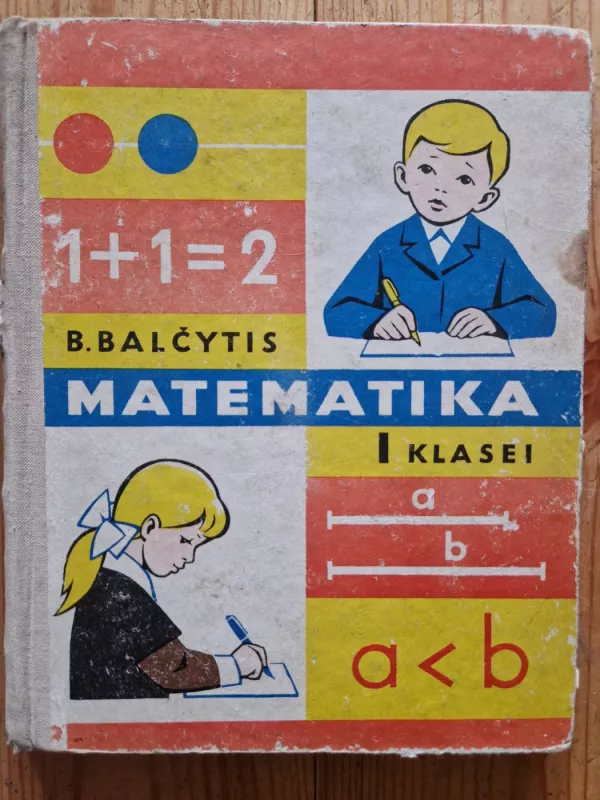 1+1=2
B. BALČYTIS
MATEMATIKA
I KLASEI
a
b
a<b